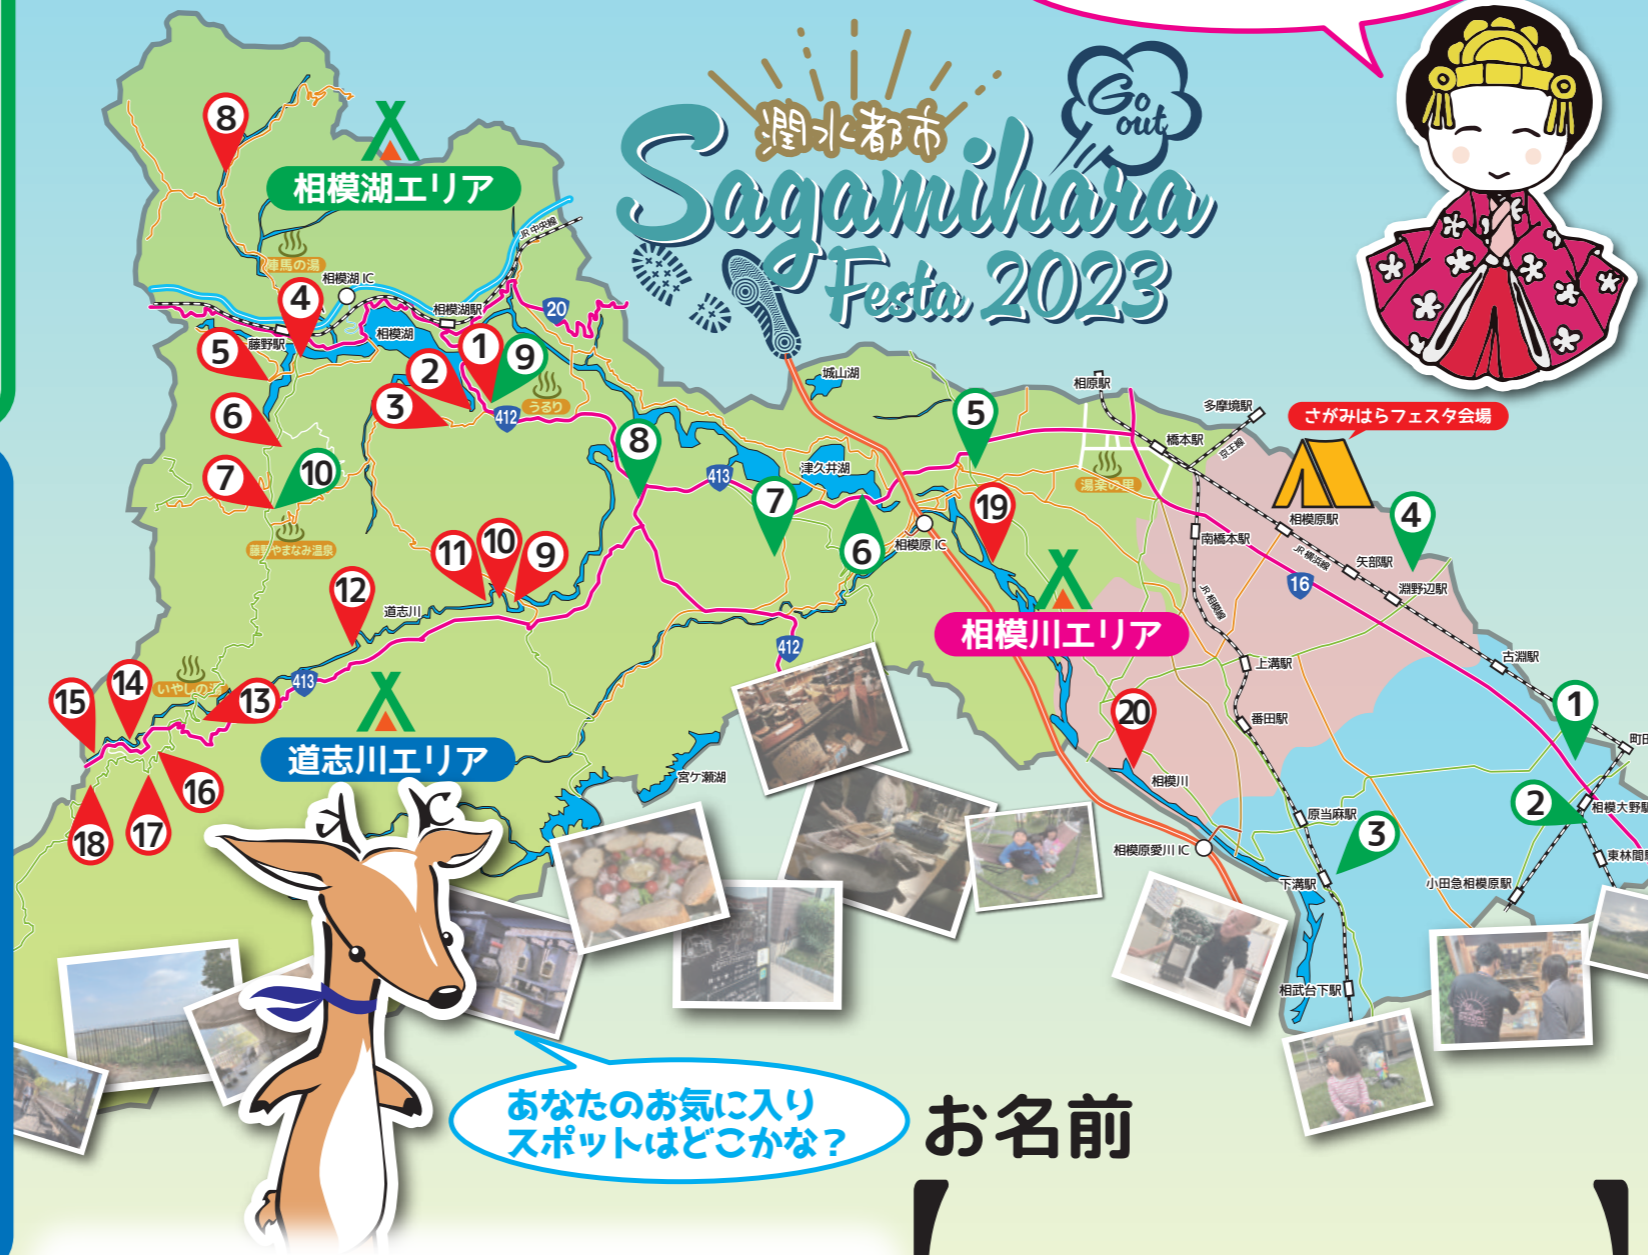 潤水都市
Sagamihara
Festa 2023
Go
out
8
相模湖エリア
JR 中央線
陣馬の湯
相模湖 IC
4
相模湖駅
20
藤野駅
相模湖
5
2
1
9
3
うるり
412
6
7
10
藤野やまなみ温泉
8
413
城山湖
津久井湖
7
6
5
相模原 IC
19
相原駅
多摩境駅
橋本駅
京王線
湯楽の里
さがみはらフェスタ会場
相模原駅
4
南橋本駅
JR 横浜線
矢部駅
淵野辺駅
16
JR 相模線
相模川エリア
上溝駅
古淵駅
11
10
9
12
道志川
412
いやしの
413
15
14
13
16
17
18
道志川エリア
宮ケ瀬湖
20
番田駅
相模川
1
町田
2
相模大野駅
原当麻駅
3
相模原愛川 IC
東林間駅
下溝駅
小田急相模原駅
相武台下駅
あなたのお気に入り
スポットはどこかな？
お名前
【 】